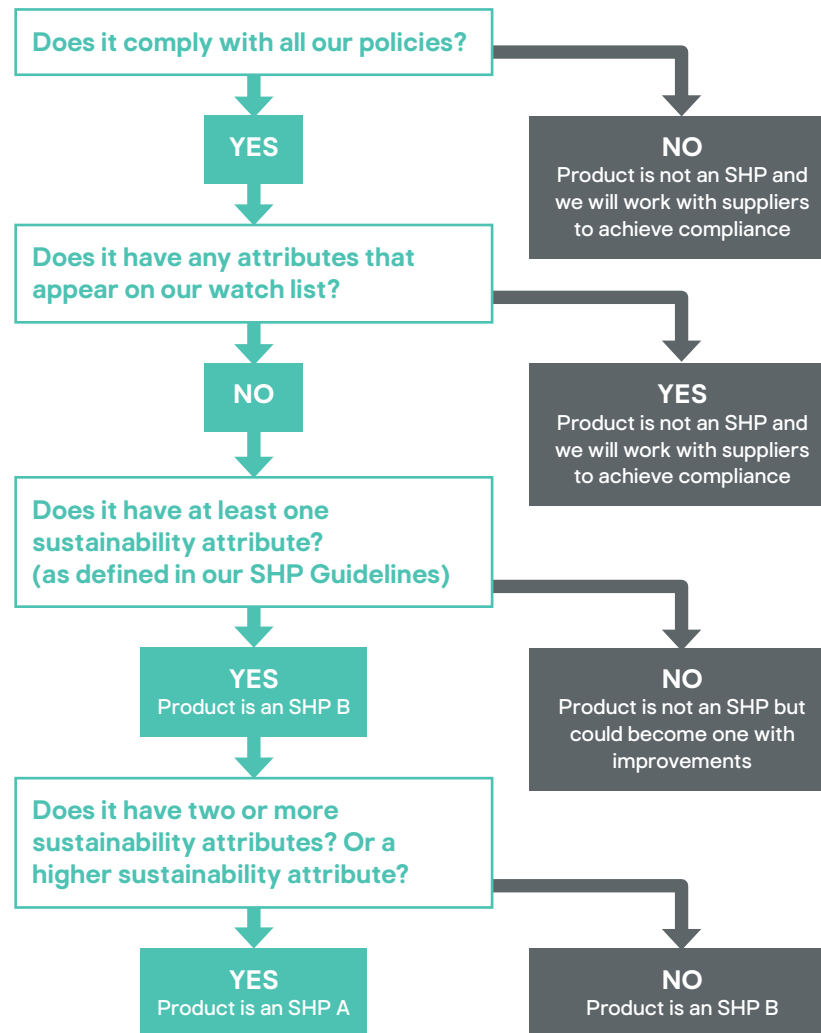 Does it comply with all our policies?
YES
NO
Product is not an SHP and
we will work with suppliers
to achieve compliance
Does it have any attributes that
appear on our watch list?
NO
YES
Product is not an SHP and
we will work with suppliers
to achieve compliance
Does it have at least one
sustainability attribute?
(as defined in our SHP Guidelines)
YES
Product is an SHP B
NO
Product is not an SHP but
could become one with
improvements
Does it have two or more
sustainability attributes? Or a
higher sustainability attribute?
YES
Product is an SHP A
NO
Product is an SHP B